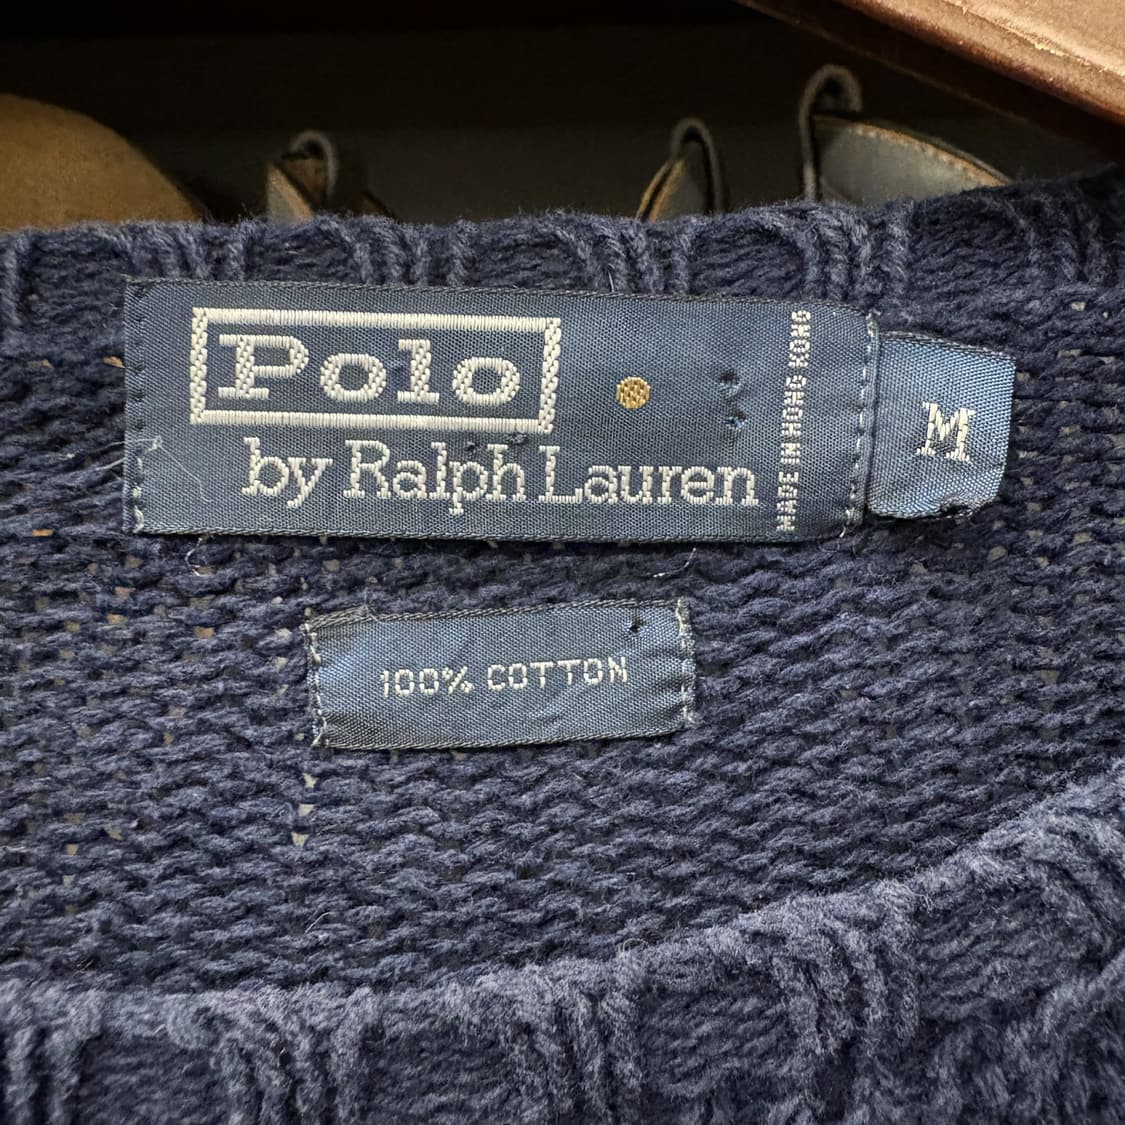 Polo
by Ralph Lauren
MADE IN HONG KONG
M
100% COTTON